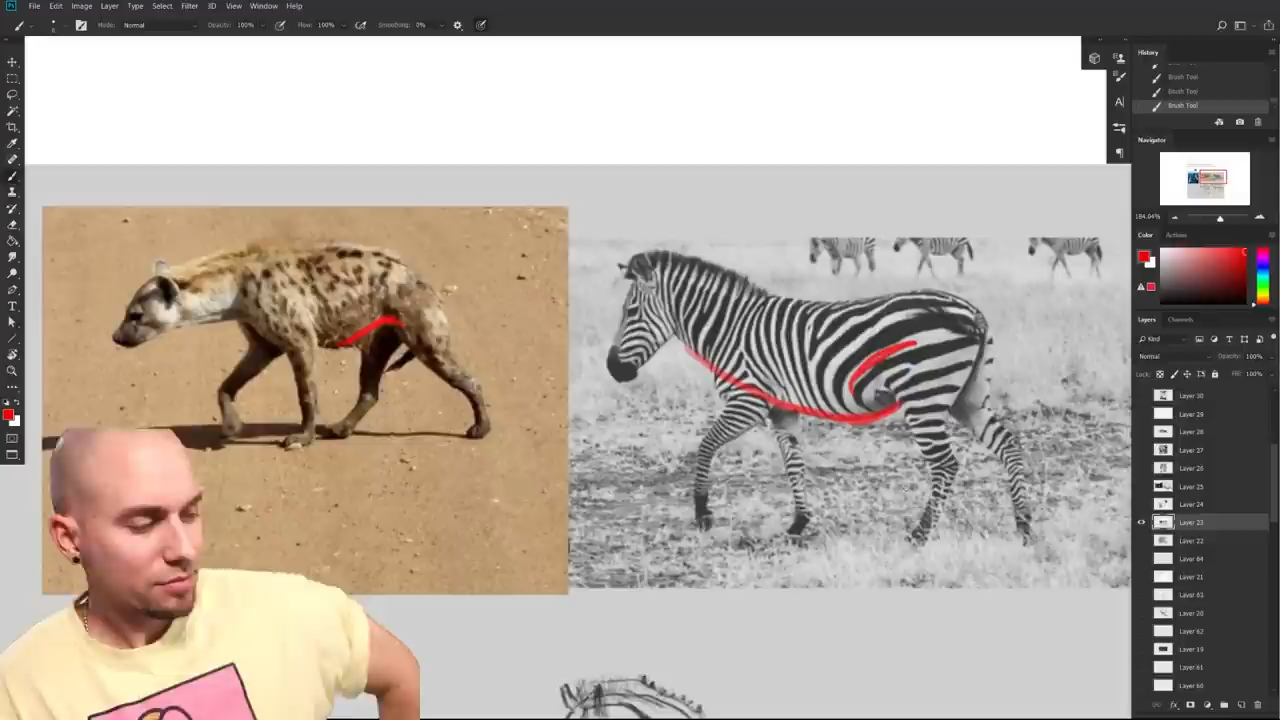 Ps File Edit Image Layer Type Select Filter 3D View Window Help
Mode: Normal Opacity: 100% Flow: 100% Smoothing: 0%
History
Brush Tool
Brush Tool
Brush Tool
Navigator
184.04%
Color Actions
Layers Channels
Kind
Normal Opacity: 100%
Lock: Fill: 100%
Layer 30
Layer 29
Layer 28
Layer 27
Layer 26
Layer 25
Layer 24
Layer 23
Layer 22
Layer 64
Layer 21
Layer 63
Layer 20
Layer 62
Layer 19
Layer 61
Layer 60